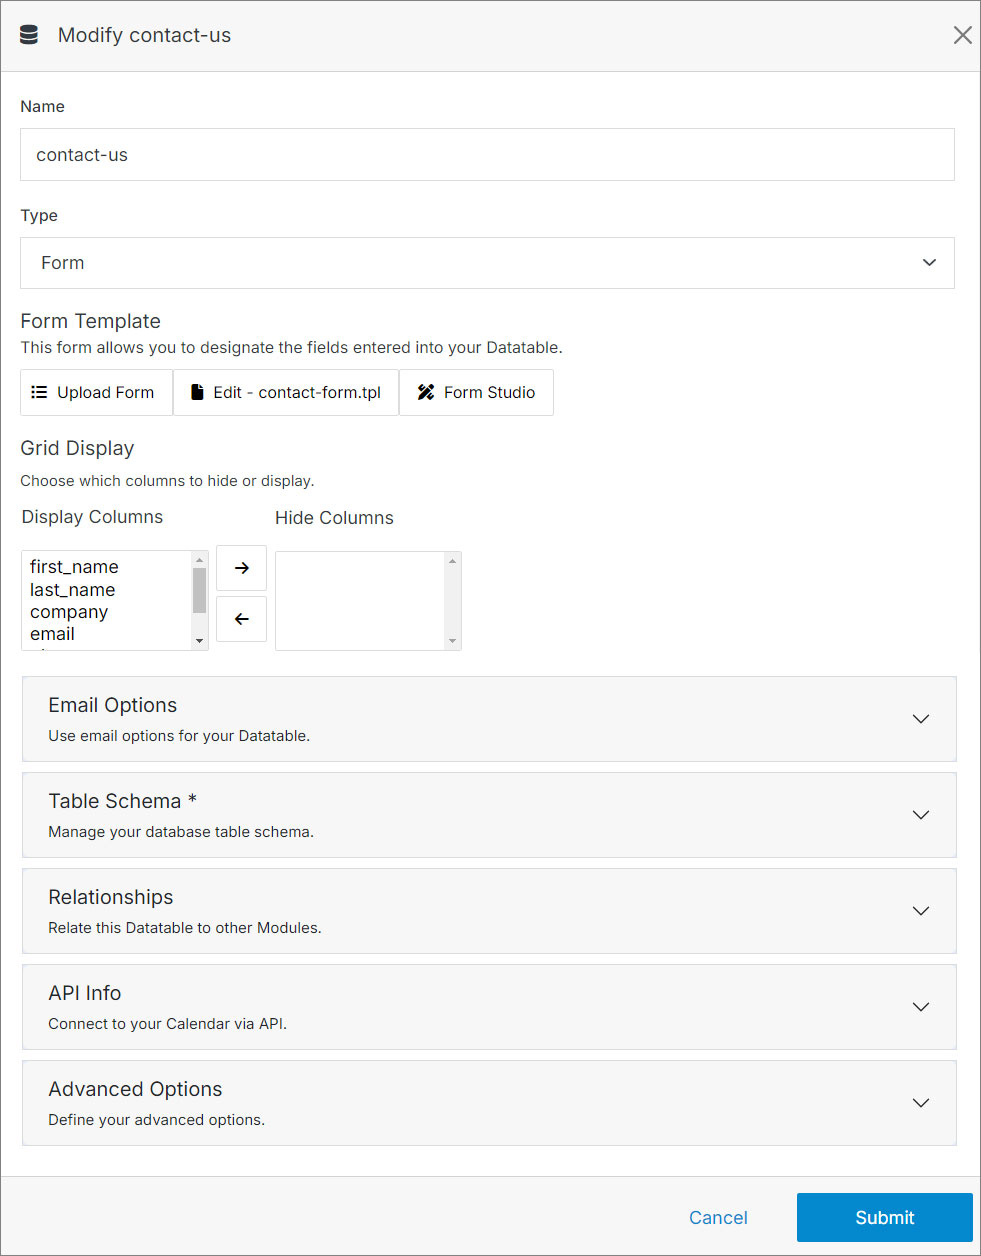 Modify contact-us
Name
contact-us
Type
Form
Form Template
This form allows you to designate the fields entered into your Datatable.
Upload Form
Edit - contact-form.tpl
Form Studio
Grid Display
Choose which columns to hide or display.
Display Columns
Hide Columns
first_name
last_name
company
email
Email Options
Use email options for your Datatable.
Table Schema *
Manage your database table schema.
Relationships
Relate this Datatable to other Modules.
API Info
Connect to your Calendar via API.
Advanced Options
Define your advanced options.
Cancel
Submit